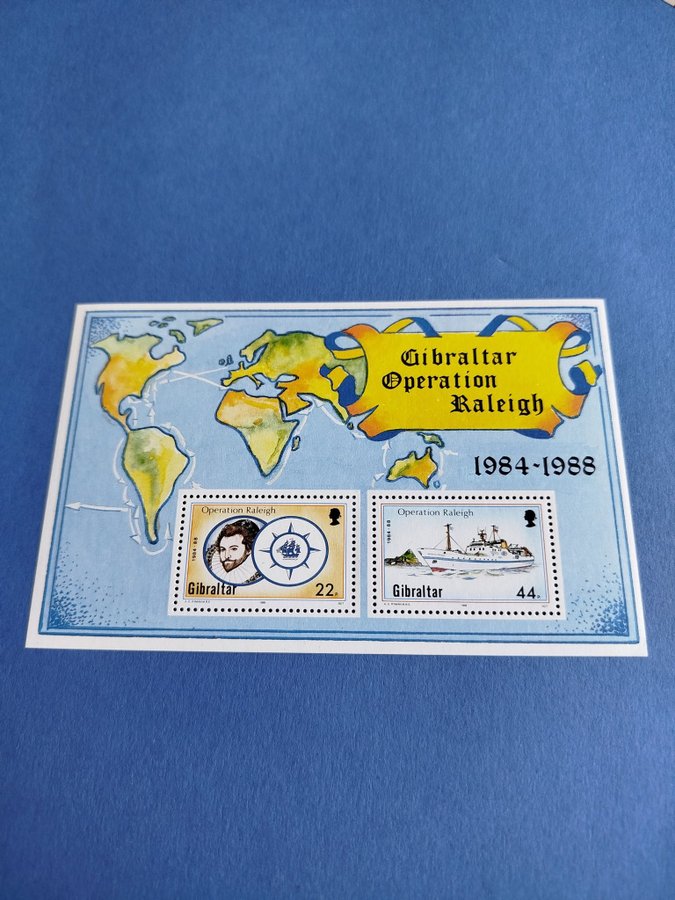 Gibraltar
Operation
Raleigh
1984-1988
Operation Raleigh
1984-88
Gibraltar
22P
Operation Raleigh
1984-88
Gibraltar
44P